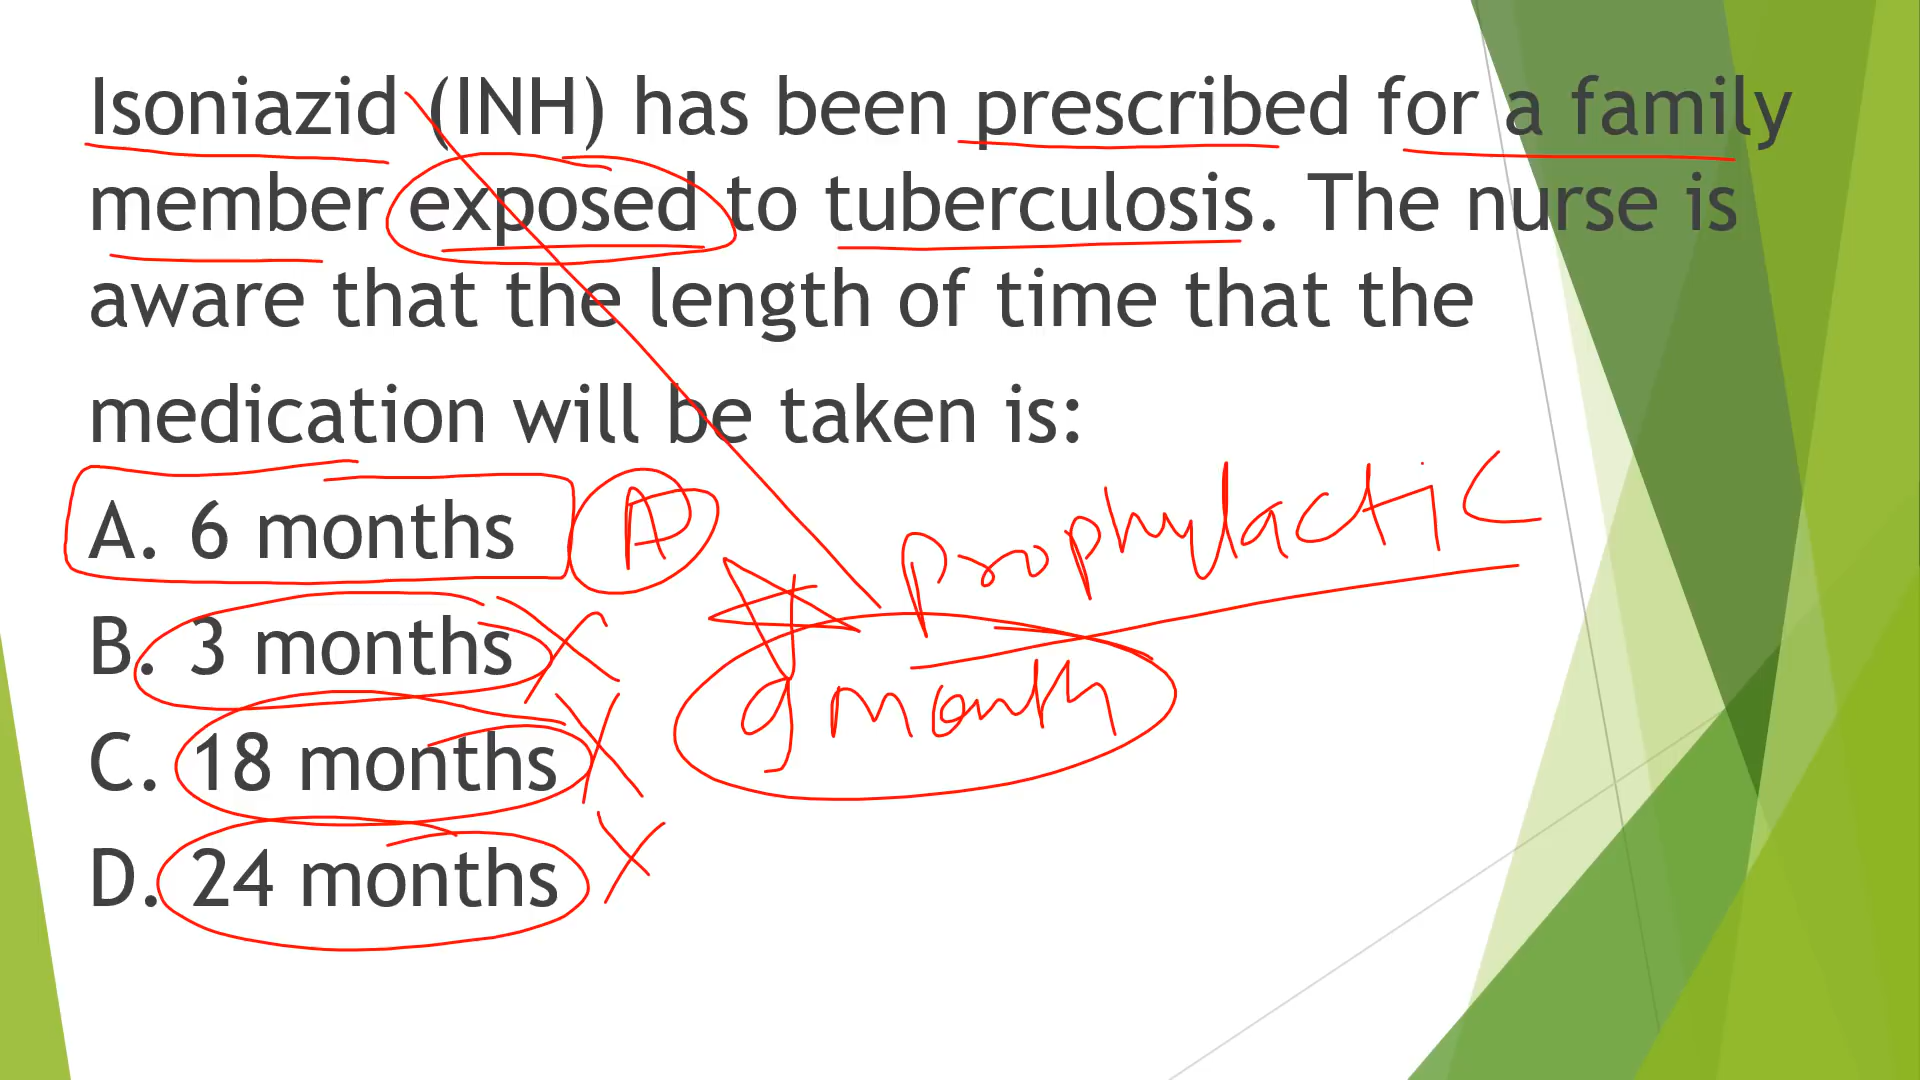 Isoniazid (INH) has been prescribed for a family
member exposed to tuberculosis. The nurse is
aware that the length of time that the
medication will be taken is:
A. 6 months A
prophylactic
B. 3 months
9 month
C. 18 months
D. 24 months